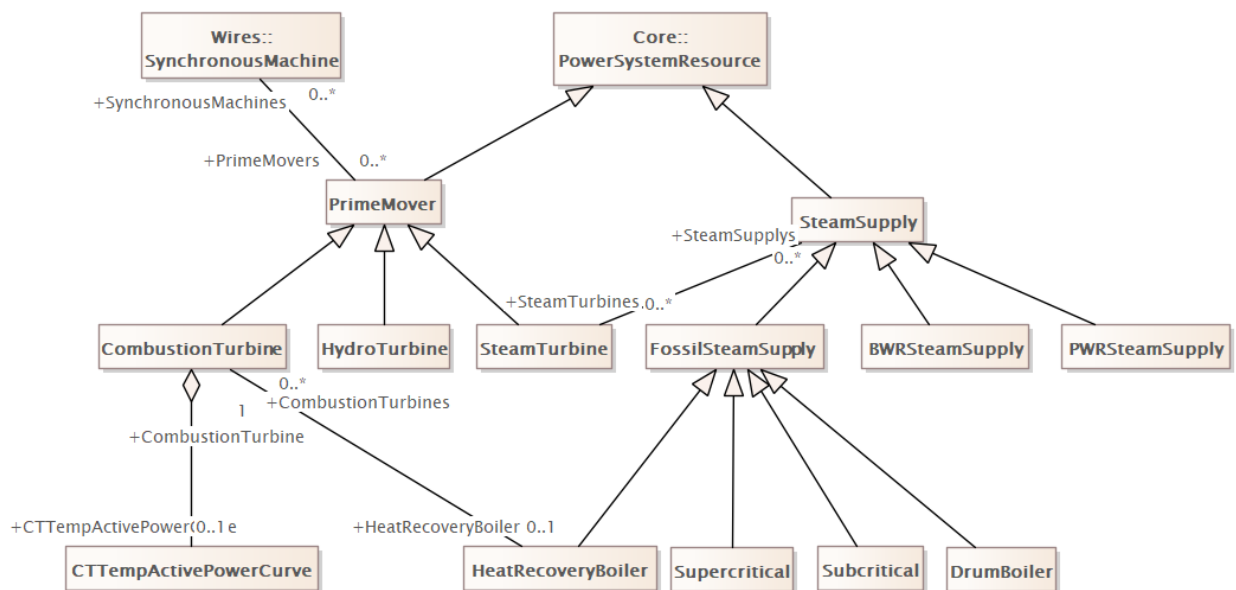 Wires::
SynchronousMachine
Core::
PowerSystemResource
+SynchronousMachines
0..*
+PrimeMovers
0..*
PrimeMover
SteamSupply
+SteamSupplys
0..*
+SteamTurbines
0..*
CombustionTurbine
HydroTurbine
SteamTurbine
FossilSteamSupply
BWRSteamSupply
PWRSteamSupply
0..*
+CombustionTurbines
1
+CombustionTurbine
+CTTempActivePower
0..1
e
+HeatRecoveryBoiler
0..1
CTTempActivePowerCurve
HeatRecoveryBoiler
Supercritical
Subcritical
DrumBoiler